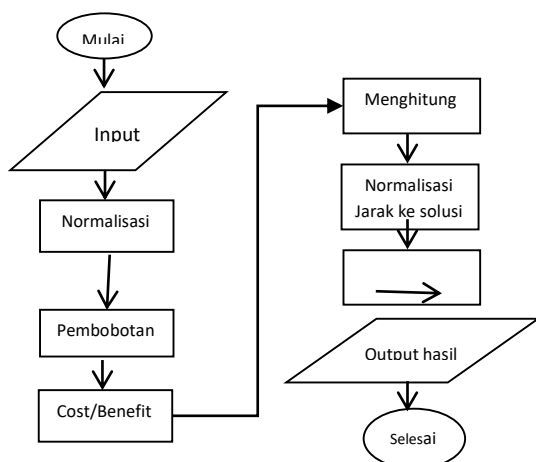 Mulai
Input
Normalisasi
Pembobotan
Cost/Benefit
Menghitung
Normalisasi
Jarak ke solusi
Output hasil
Selesai